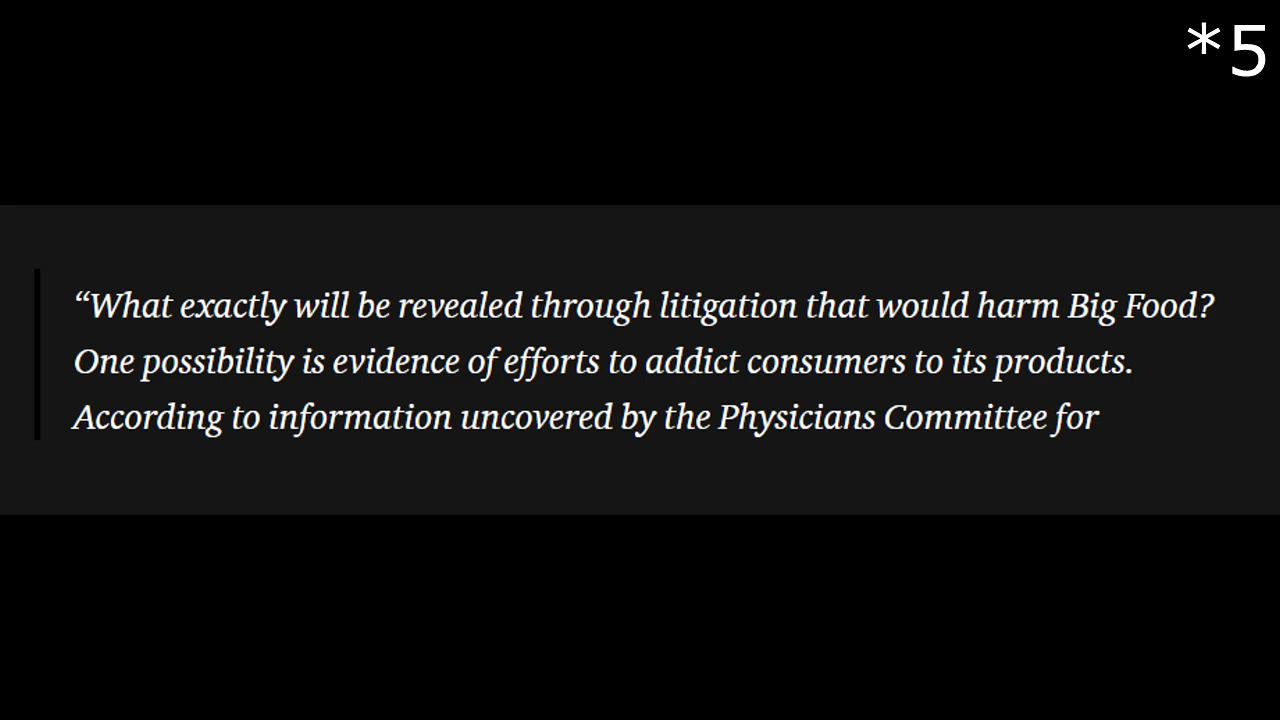 *5
“What exactly will be revealed through litigation that would harm Big Food?
One possibility is evidence of efforts to addict consumers to its products.
According to information uncovered by the Physicians Committee for